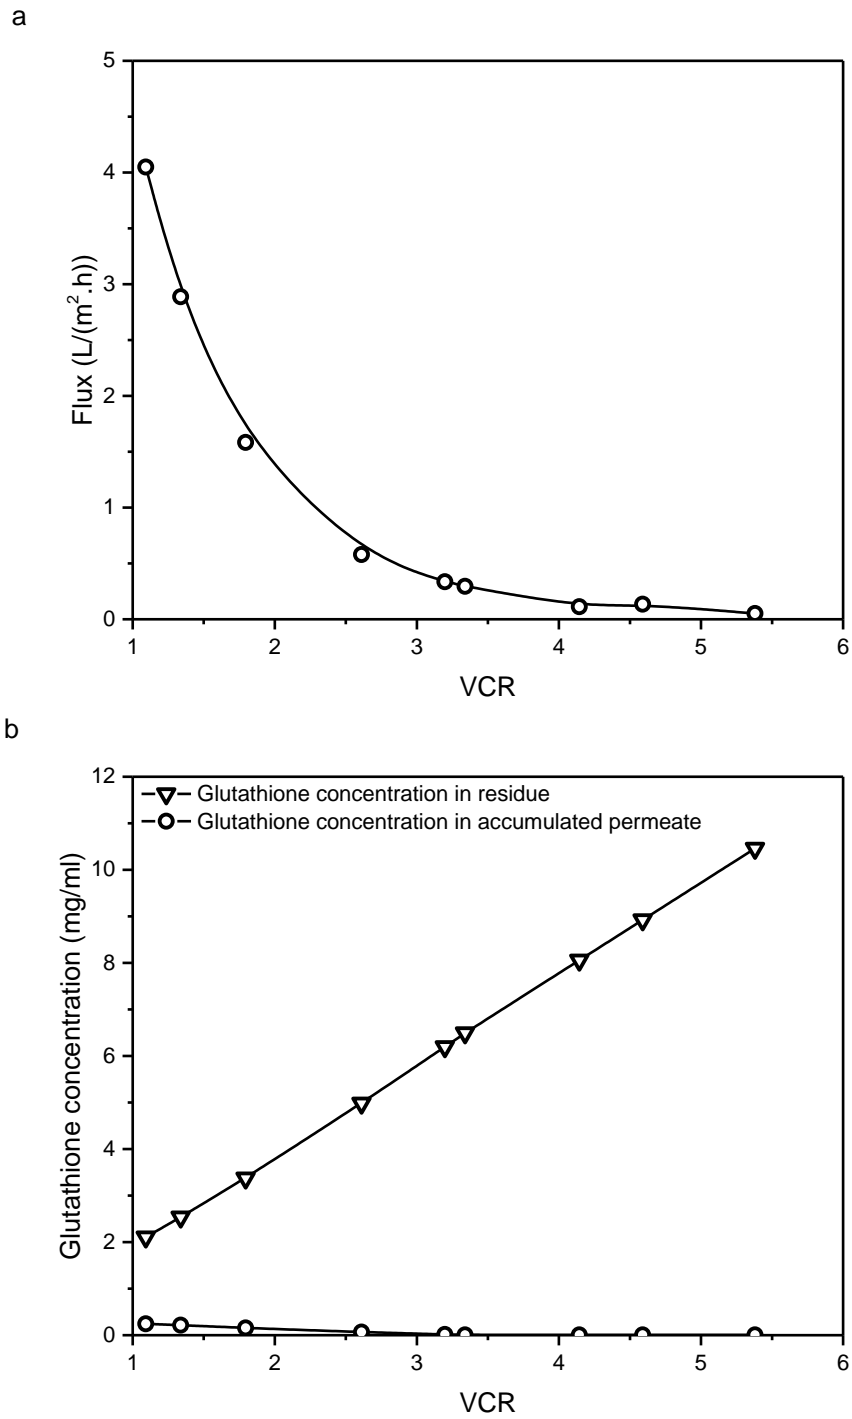 a
5
4
3
2
1
0
Flux (L/(m².h))
1 2 3 4 5 6
VCR
b
12
10
8
6
4
2
0
Glutathione concentration (mg/ml)
Glutathione concentration in residue
Glutathione concentration in accumulated permeate
1 2 3 4 5 6
VCR